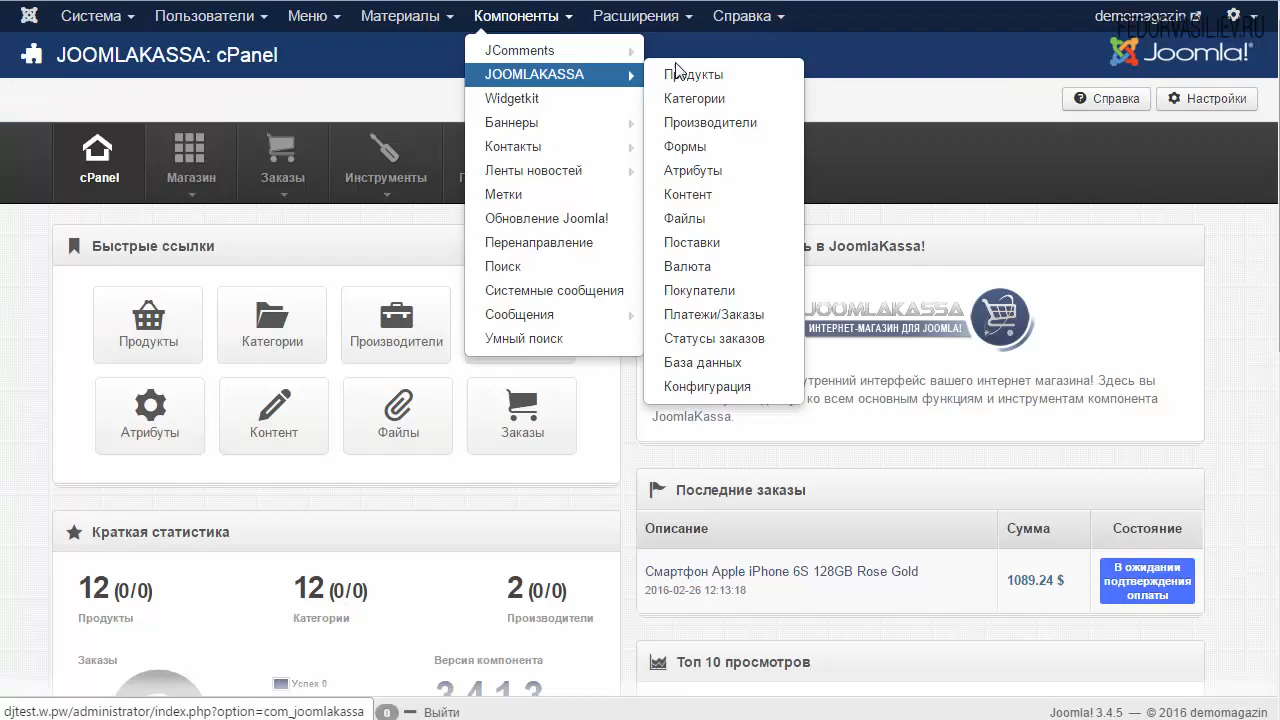 Система Пользователи Меню Материалы Компоненты Расширения Справка demomagazin
FEDORVASILIEV.RU
JOOMLAKASSA: cPanel
Joomla!
Справка Настройки
cPanel Магазин Заказы Инструменты
JComments
JOOMLAKASSA
Widgetkit
Баннеры
Контакты
Ленты новостей
Метки
Обновление Joomla!
Перенаправление
Поиск
Системные сообщения
Сообщения
Умный поиск
Продукты
Категории
Производители
Формы
Атрибуты
Контент
Файлы
Поставки
Валюта
Покупатели
Платежи/Заказы
Статусы заказов
База данных
Конфигурация
Быстрые ссылки
Продукты Категории Производители
Атрибуты Контент Файлы Заказы
в JoomlaKassa!
JOOMLAKASSA
ИНТЕРНЕТ-МАГАЗИН ДЛЯ JOOMLA!
утренний интерфейс вашего интернет магазина! Здесь вы
ко всем основным функциям и инструментам компонента
JoomlaKassa.
Краткая статистика
12 (0/0) 12 (0/0) 2 (0/0)
Продукты Категории Производители
Заказы
Успех 0
Версия компонента
3.4.1.3
Последние заказы
Описание Сумма Состояние
Смартфон Apple iPhone 6S 128GB Rose Gold
2016-02-26 12:13:18
1089.24 $
В ожидании
подтверждения
оплаты
Топ 10 просмотров
djtest.w.pw/administrator/index.php?option=com_joomlakassa
0 Выйти
Joomla! 3.4.5 — © 2016 demomagazin